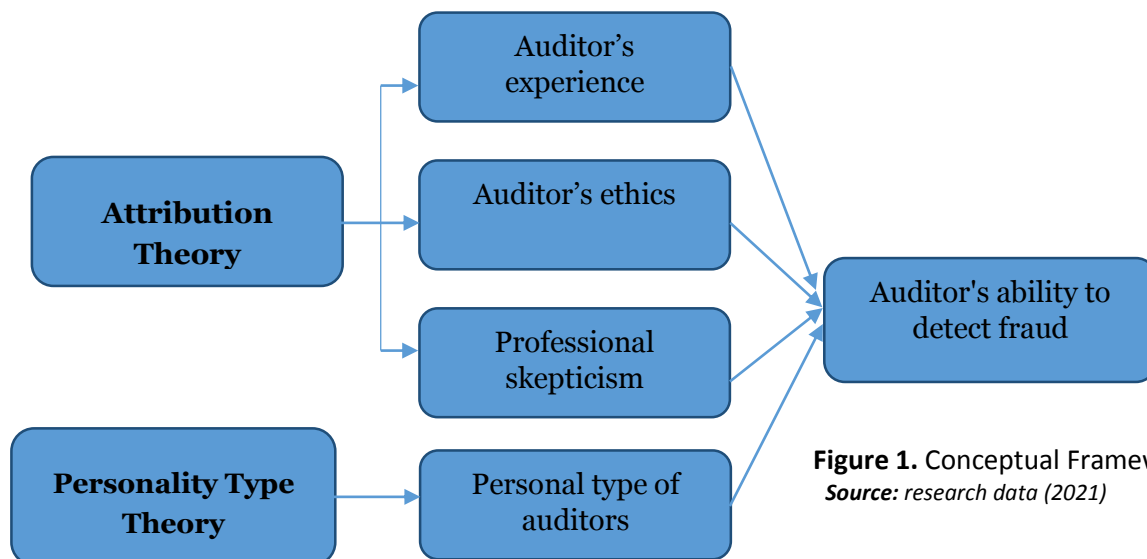 Auditor’s
experience
Attribution
Theory
Auditor’s ethics
Auditor's ability to
detect fraud
Professional
skepticism
Personality Type
Theory
Personal type of
auditors
Figure 1. Conceptual
Source: research data (2021)